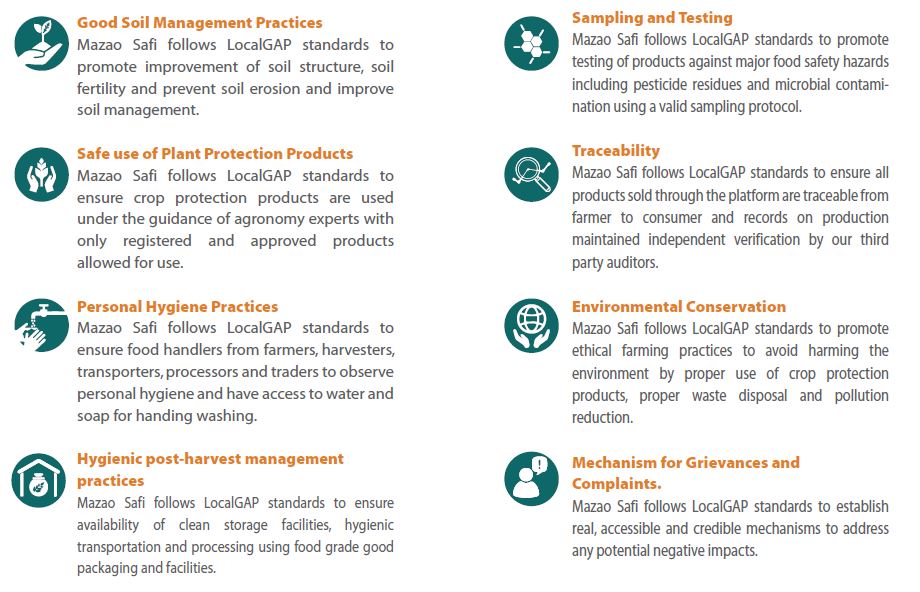 Good Soil Management Practices
Mazao Safi follows LocalGAP standards to
promote improvement of soil structure, soil
fertility and prevent soil erosion and improve
soil management.
Safe use of Plant Protection Products
Mazao Safi follows LocalGAP standards to
ensure crop protection products are used
under the guidance of agronomy experts with
only registered and approved products
allowed for use.
Personal Hygiene Practices
Mazao Safi follows LocalGAP standards to
ensure food handlers from farmers, harvesters,
transporters, processors and traders to observe
personal hygiene and have access to water and
soap for handing washing.
Hygienic post-harvest management
practices
Mazao Safi follows LocalGAP standards to ensure
availability of clean storage facilities, hygienic
transportation and processing using food grade good
packaging and facilities.
Sampling and Testing
Mazao Safi follows LocalGAP standards to promote
testing of products against major food safety hazards
including pesticide residues and microbial contami-
nation using a valid sampling protocol.
Traceability
Mazao Safi follows LocalGAP standards to ensure all
products sold through the platform are traceable from
farmer to consumer and records on production
maintained independent verification by our third
party auditors.
Environmental Conservation
Mazao Safi follows LocalGAP standards to promote
ethical farming practices to avoid harming the
environment by proper use of crop protection
products, proper waste disposal and pollution
reduction.
Mechanism for Grievances and
Complaints.
Mazao Safi follows LocalGAP standards to establish
real, accessible and credible mechanisms to address
any potential negative impacts.